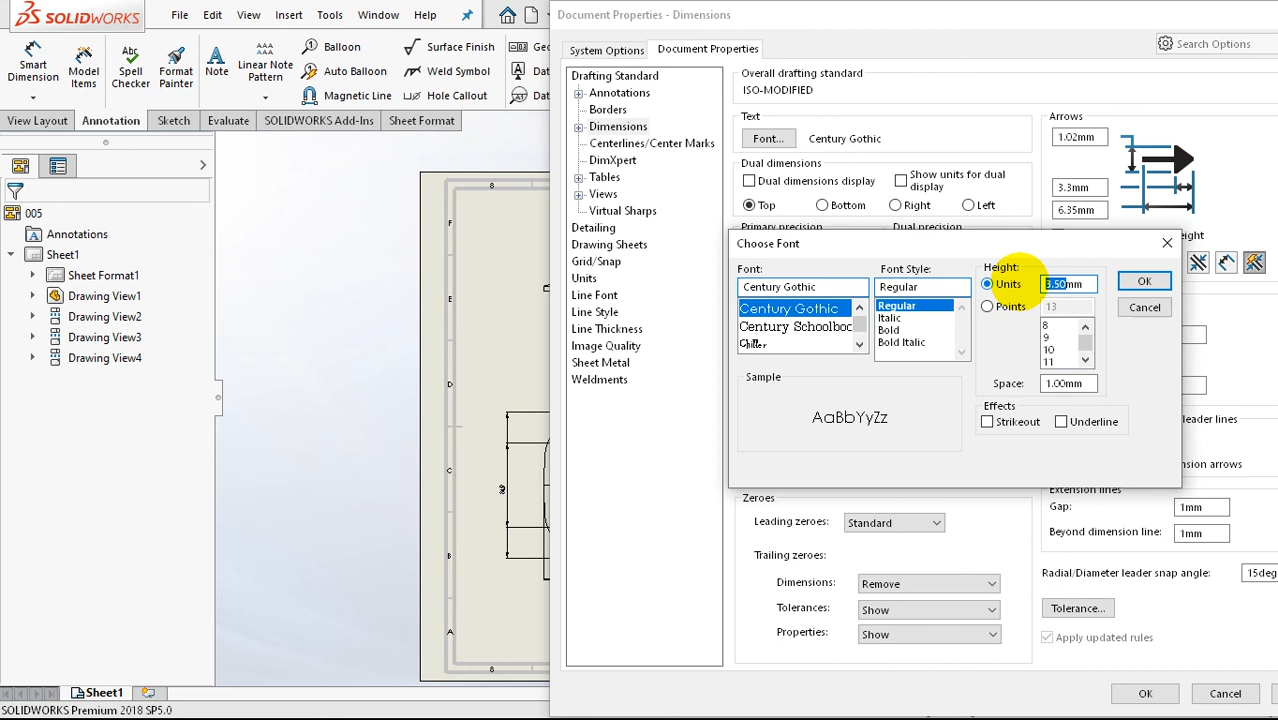 SOLIDWORKS
File Edit View Insert Tools Window Help
Document Properties - Dimensions
Smart Dimension
Model Items
Spell Checker
Format Painter
Note
Linear Note Pattern
Balloon
Auto Balloon
Magnetic Line
Surface Finish
Weld Symbol
Hole Callout
View Layout Annotation Sketch Evaluate SOLIDWORKS Add-Ins Sheet Format
005
Annotations
Sheet1
Sheet Format1
Drawing View1
Drawing View2
Drawing View3
Drawing View4
8
F
D
C
B
A
8
System Options Document Properties
Search Options
Drafting Standard
Annotations
Borders
Dimensions
Centerlines/Center Marks
DimXpert
Tables
Views
Virtual Sharps
Detailing
Drawing Sheets
Grid/Snap
Units
Line Font
Line Style
Line Thickness
Image Quality
Sheet Metal
Weldments
Overall drafting standard
ISO-MODIFIED
Text
Font... Century Gothic
Dual dimensions
Dual dimensions display
Show units for dual display
Top Bottom Right Left
Primary precision Dual precision
Arrows
1.02mm
3.3mm
6.35mm
Choose Font
Font:
Century Gothic
Century Gothic
Century Schoolboo
Chiller
Font Style:
Regular
Regular
Italic
Bold
Bold Italic
Height:
Units 3.50mm
Points 13
8
9
10
11
Space: 1.00mm
OK
Cancel
Sample
AaBbYyZz
Effects
Strikeout Underline
Zeroes
Leading zeroes: Standard
Trailing zeroes:
Dimensions: Remove
Tolerances: Show
Properties: Show
Extension lines
Gap: 1mm
Beyond dimension line: 1mm
Radial/Diameter leader snap angle: 15deg
Tolerance...
Apply updated rules
OK Cancel
Sheet1
SOLIDWORKS Premium 2018 SP5.0